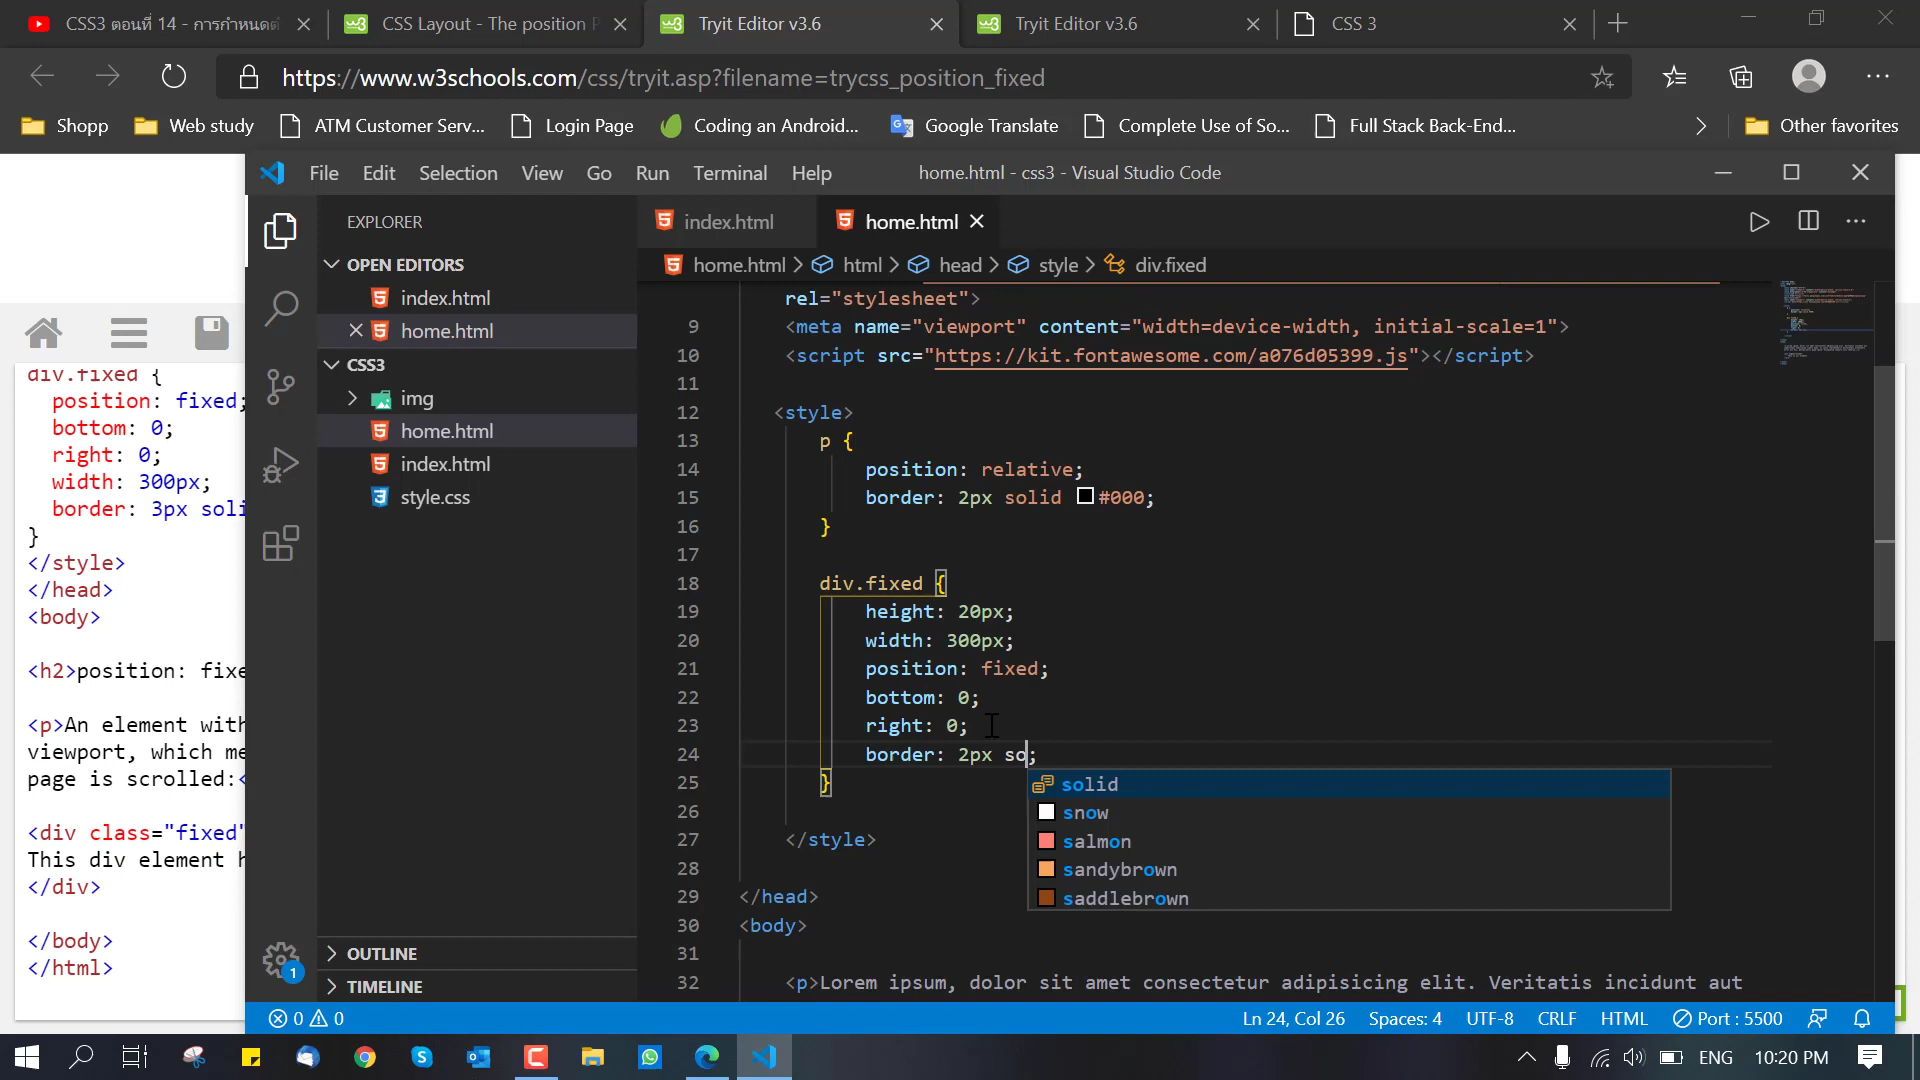 CSS3 ตอนที่ 14 - การกำหนดต
CSS Layout - The position P
Tryit Editor v3.6
Tryit Editor v3.6
CSS 3
https://www.w3schools.com/css/tryit.asp?filename=trycss_position_fixed
Shopp
Web study
ATM Customer Serv...
Login Page
Coding an Android...
Google Translate
Complete Use of So...
Full Stack Back-End...
Other favorites
File Edit Selection View Go Run Terminal Help
home.html - css3 - Visual Studio Code
EXPLORER
OPEN EDITORS
index.html
home.html
CSS3
img
home.html
index.html
style.css
OUTLINE
TIMELINE
1
index.html
home.html
home.html > html > head > style > div.fixed
rel="stylesheet">
9 <meta name="viewport" content="width=device-width, initial-scale=1">
10 <script src="https://kit.fontawesome.com/a076d05399.js"></script>
11
12 <style>
13 p {
14 position: relative;
15 border: 2px solid #000;
16 }
17
18 div.fixed {
19 height: 20px;
20 width: 300px;
21 position: fixed;
22 bottom: 0;
23 right: 0;
24 border: 2px so;
25 }
26
27 </style>
28
29 </head>
30 <body>
31
32 <p>Lorem ipsum, dolor sit amet consectetur adipisicing elit. Veritatis incidunt aut
solid
snow
salmon
sandybrown
saddlebrown
div.fixed {
position: fixed;
bottom: 0;
right: 0;
width: 300px;
border: 3px soli
}
</style>
</head>
<body>
<h2>position: fixe
<p>An element with
viewport, which me
page is scrolled:<
<div class="fixed"
This div element h
</div>
</body>
</html>
0 0
Ln 24, Col 26
Spaces: 4
UTF-8
CRLF
HTML
Port : 5500
ENG
10:20 PM